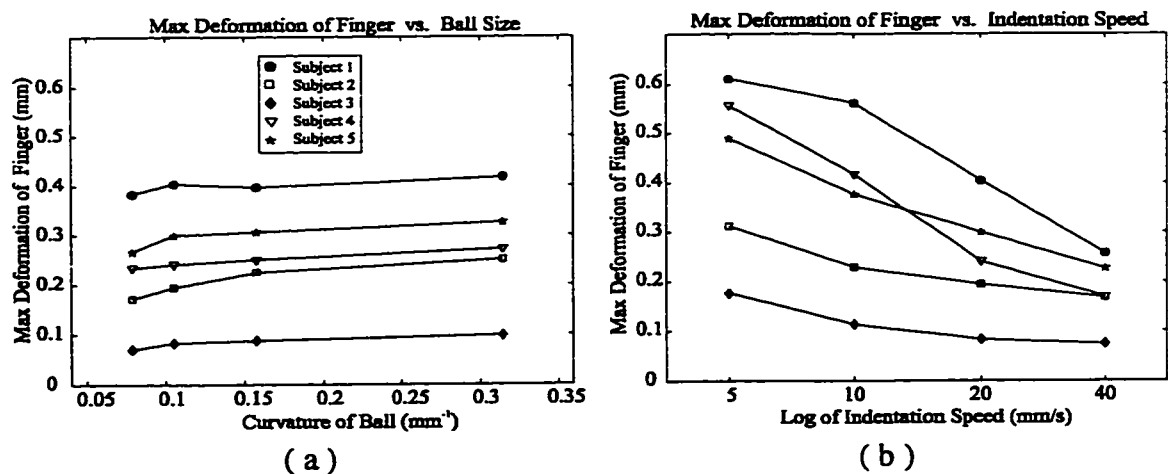 Max Deformation of Finger vs. Ball Size
Max Deformation of Finger (mm)
0.6
0.5
0.4
0.3
0.2
0.1
0
Subject 1
Subject 2
Subject 3
Subject 4
Subject 5
0.05 0.1 0.15 0.2 0.25 0.3 0.35
Curvature of Ball (mm⁻¹)
( a )
Max Deformation of Finger vs. Indentation Speed
Max Deformation of Finger (mm)
0.6
0.5
0.4
0.3
0.2
0.1
0
5 10 20 40
Log of Indentation Speed (mm/s)
( b )